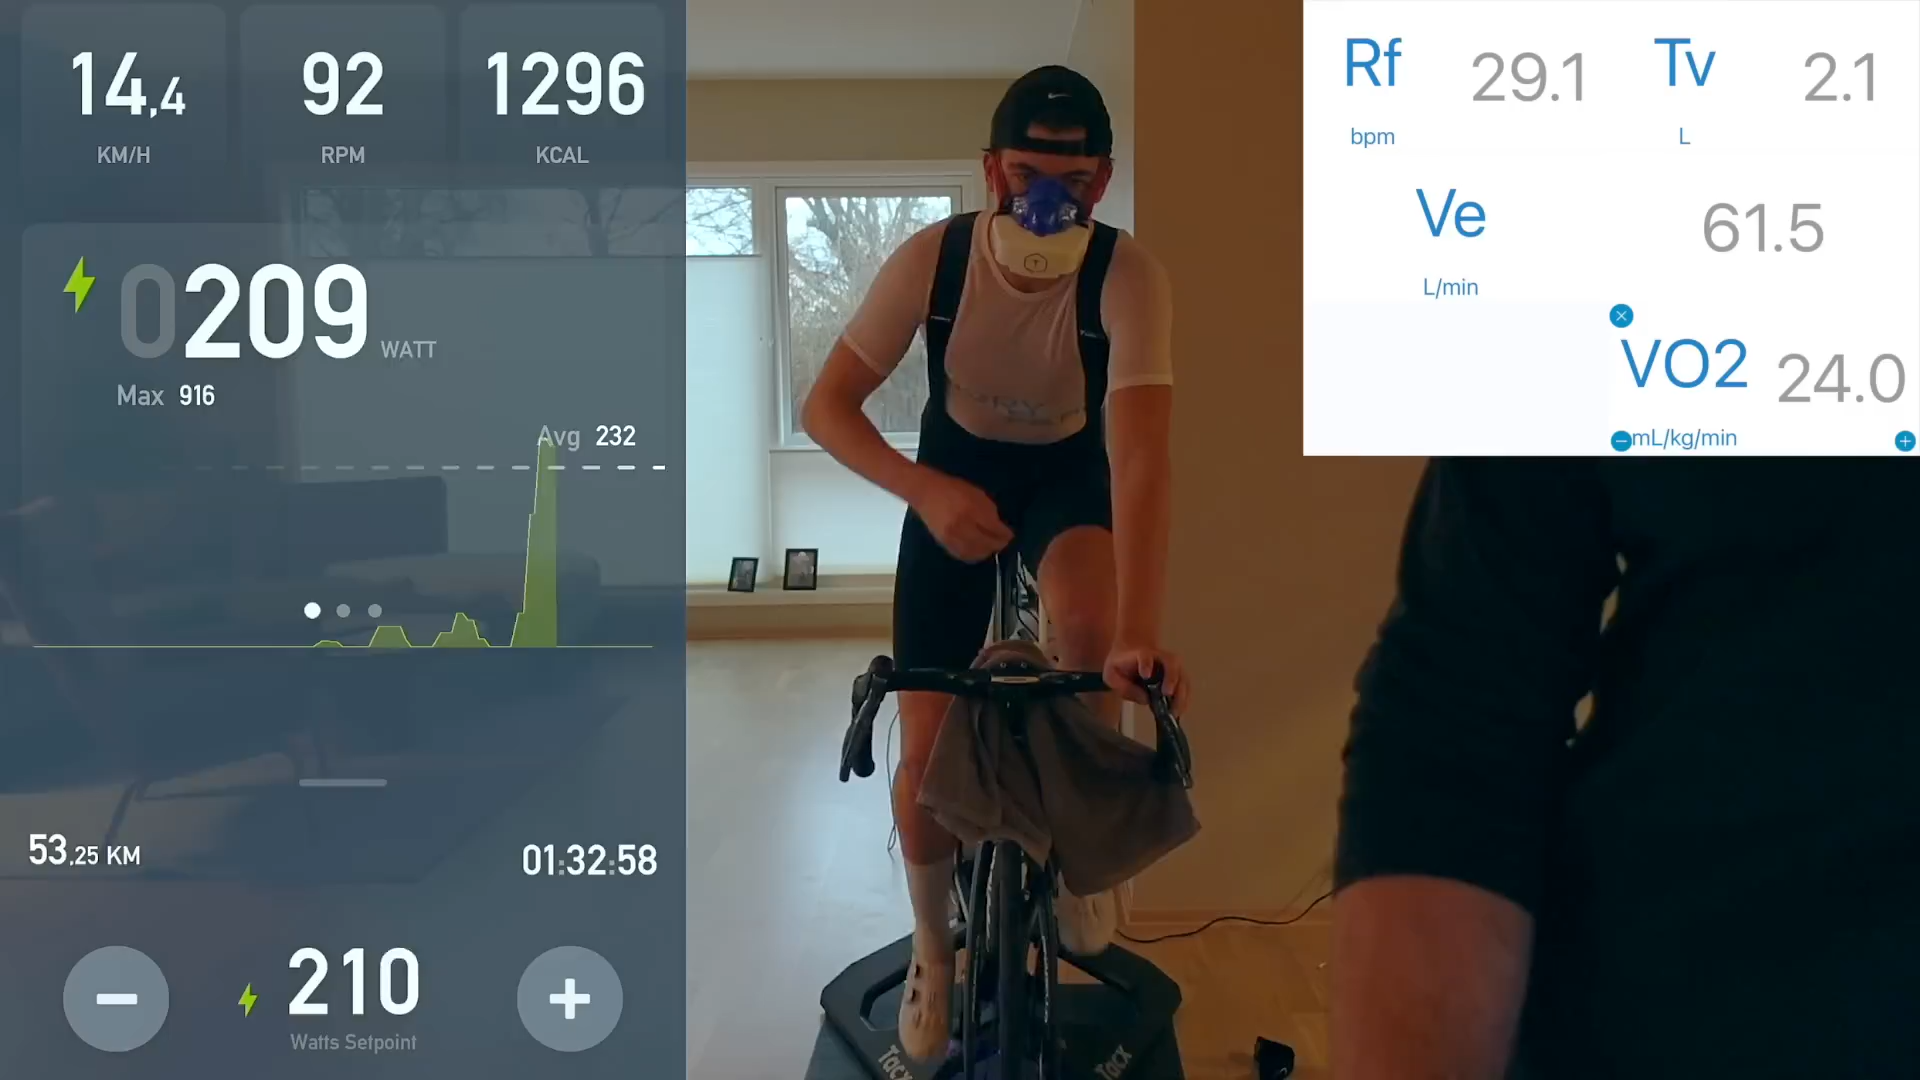 14,4
KM/H
92
RPM
1296
KCAL
0209 WATT
Max 916
Avg 232
53,25 KM
01:32:58
210
Watts Setpoint
Rf 29.1
bpm
Tv 2.1
L
Ve 61.5
L/min
VO2 24.0
mL/kg/min
Tacx
Tacx